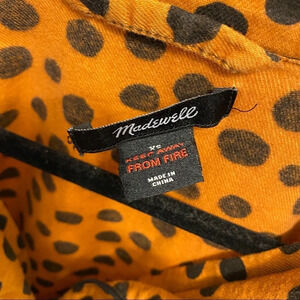 Madewell
XS
KEEP AWAY
FROM FIRE
MADE IN
CHINA